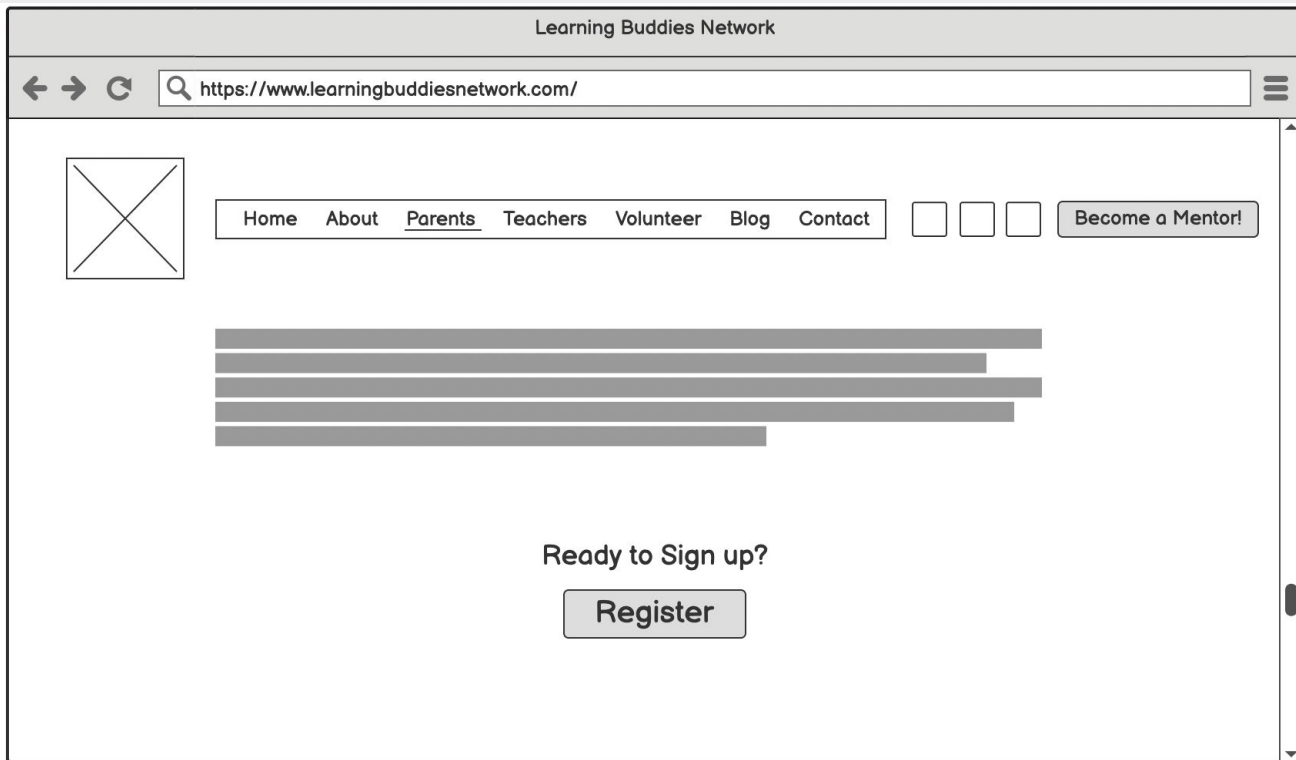 Learning Buddies Network
https://www.learningbuddiesnetwork.com/
Home About Parents Teachers Volunteer Blog Contact Become a Mentor!
Ready to Sign up?
Register